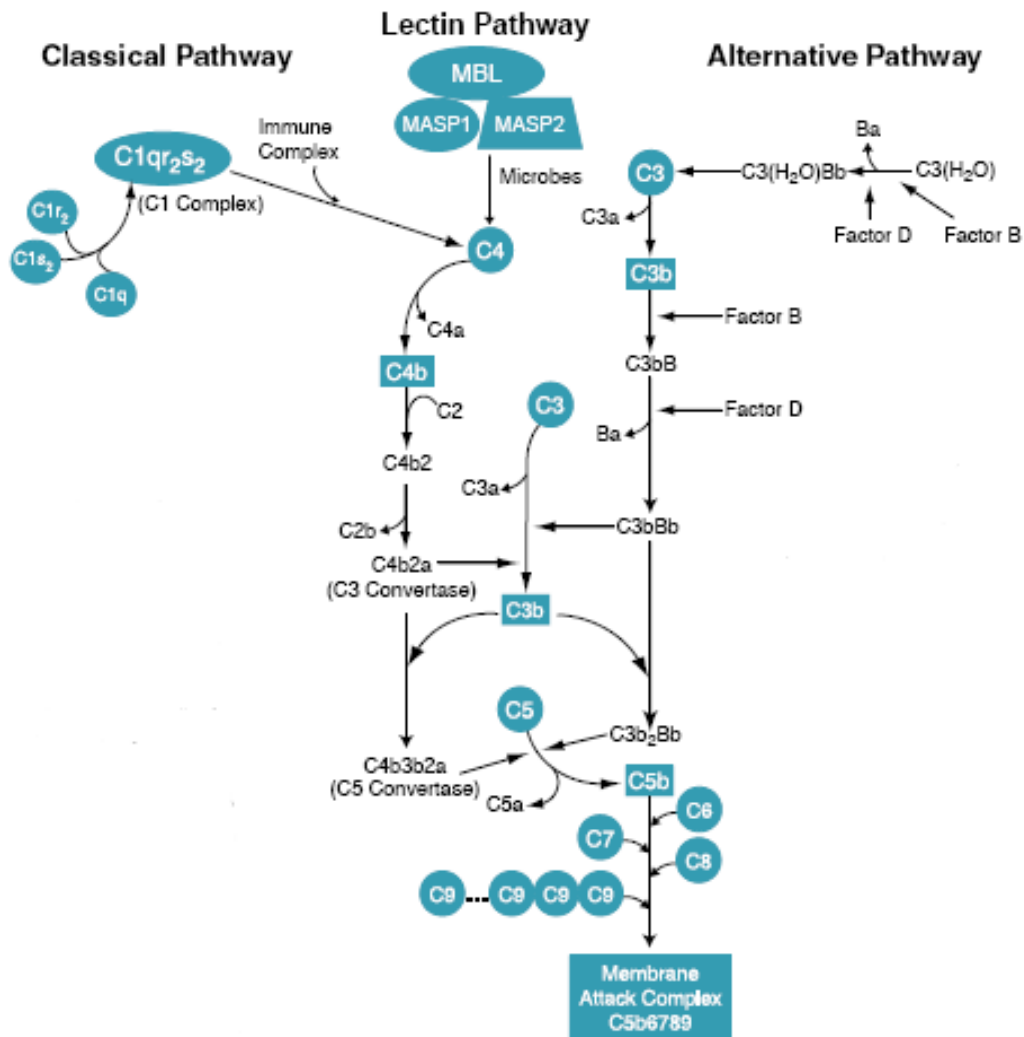 Lectin Pathway
Classical Pathway
Alternative Pathway
MBL
MASP1
MASP2
Immune
Complex
C1qr₂s₂
(C1 Complex)
C1r₂
C1s₂
C1q
Microbes
C4
C4a
C4b
C2
C4b2
C2b
C4b2a
(C3 Convertase)
Ba
C3
C3(H₂O)Bb
C3(H₂O)
C3a
Factor D
Factor B
C3b
Factor B
C3bB
Factor D
Ba
C3bBb
C3
C3a
C3b
C5
C3b₂Bb
C4b3b2a
(C5 Convertase)
C5a
C5b
C6
C7
C8
C9
C9
C9
C9
Membrane
Attack Complex
C5b6789